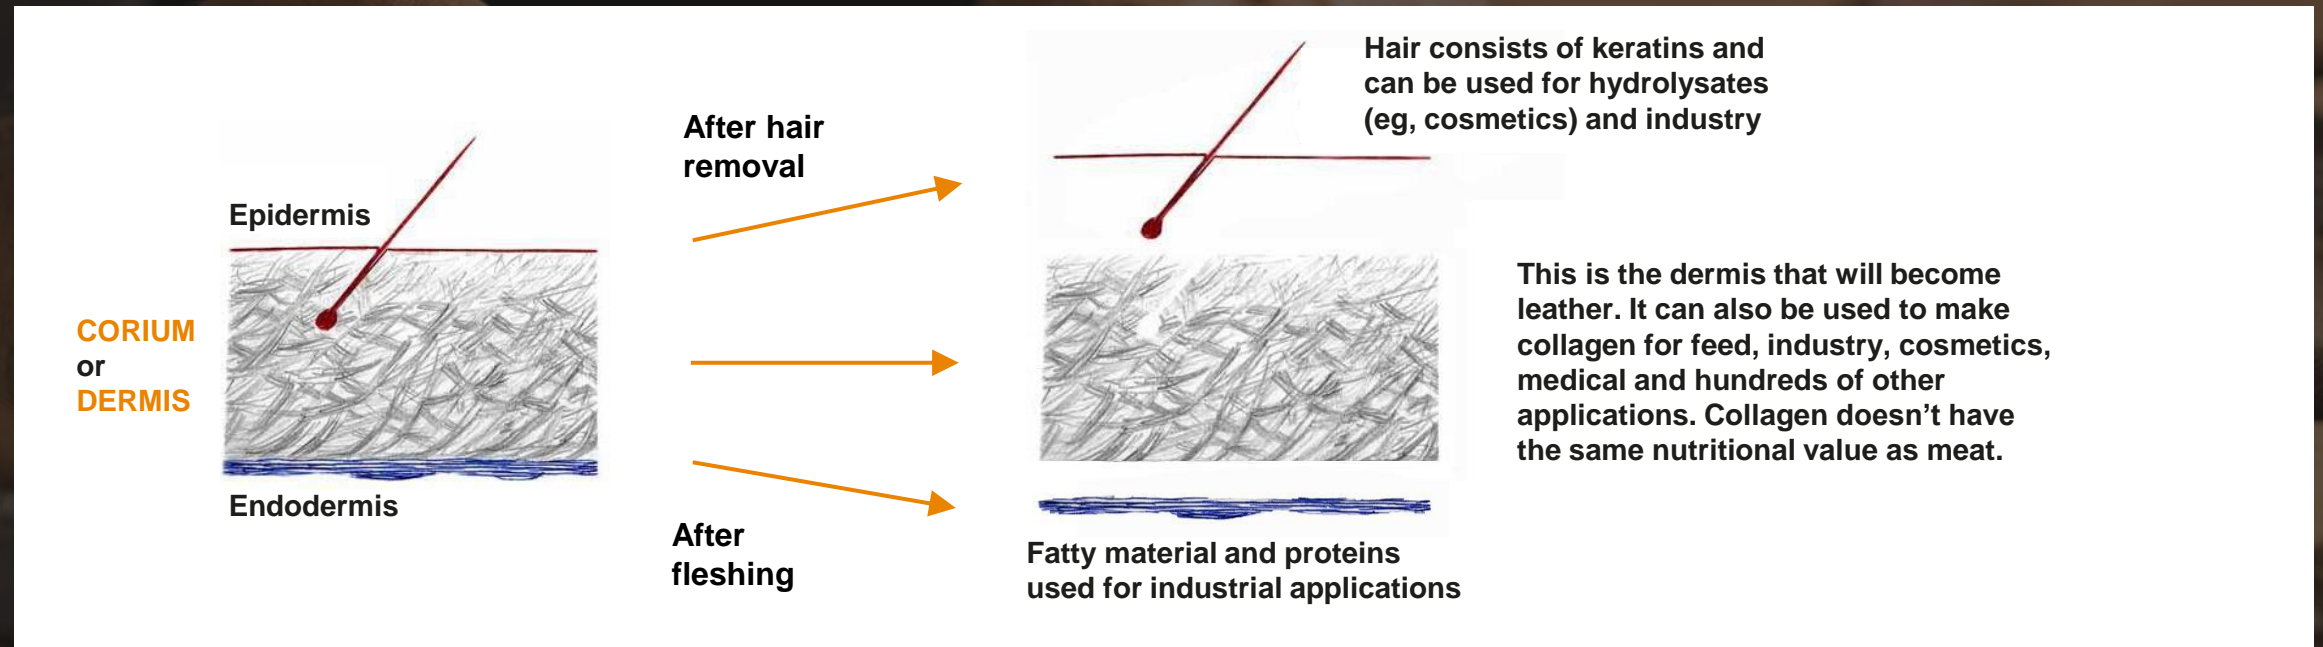 Epidermis
CORIUM
or
DERMIS
Endodermis
After hair
removal
After
fleshing
Hair consists of keratins and
can be used for hydrolysates
(eg, cosmetics) and industry
This is the dermis that will become
leather. It can also be used to make
collagen for feed, industry, cosmetics,
medical and hundreds of other
applications. Collagen doesn’t have
the same nutritional value as meat.
Fatty material and proteins
used for industrial applications